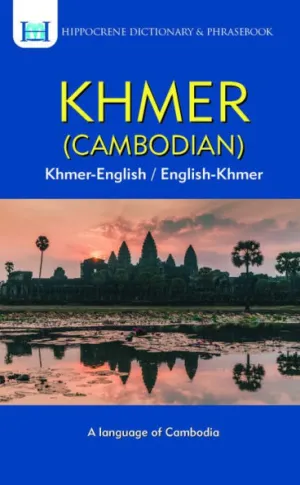 HIPPOCRENE DICTIONARY & PHRASEBOOK
KHMER
(CAMBODIAN)
Khmer-English / English-Khmer
A language of Cambodia